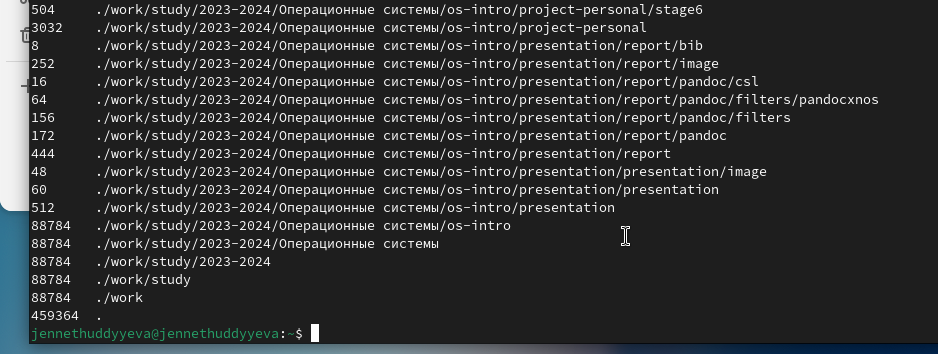 504 ./work/study/2023-2024/Операционные системы/os-intro/project-personal/stage6
3032 ./work/study/2023-2024/Операционные системы/os-intro/project-personal
8 ./work/study/2023-2024/Операционные системы/os-intro/presentation/report/bib
252 ./work/study/2023-2024/Операционные системы/os-intro/presentation/report/image
16 ./work/study/2023-2024/Операционные системы/os-intro/presentation/report/pandoc/csl
64 ./work/study/2023-2024/Операционные системы/os-intro/presentation/report/pandoc/filters/pandocxnos
156 ./work/study/2023-2024/Операционные системы/os-intro/presentation/report/pandoc/filters
172 ./work/study/2023-2024/Операционные системы/os-intro/presentation/report/pandoc
444 ./work/study/2023-2024/Операционные системы/os-intro/presentation/report
48 ./work/study/2023-2024/Операционные системы/os-intro/presentation/presentation/image
60 ./work/study/2023-2024/Операционные системы/os-intro/presentation/presentation
512 ./work/study/2023-2024/Операционные системы/os-intro/presentation
88784 ./work/study/2023-2024/Операционные системы/os-intro
88784 ./work/study/2023-2024/Операционные системы
88784 ./work/study/2023-2024
88784 ./work/study
88784 ./work
459364 .
jennethuddyyeva@jennethuddyyeva:~$